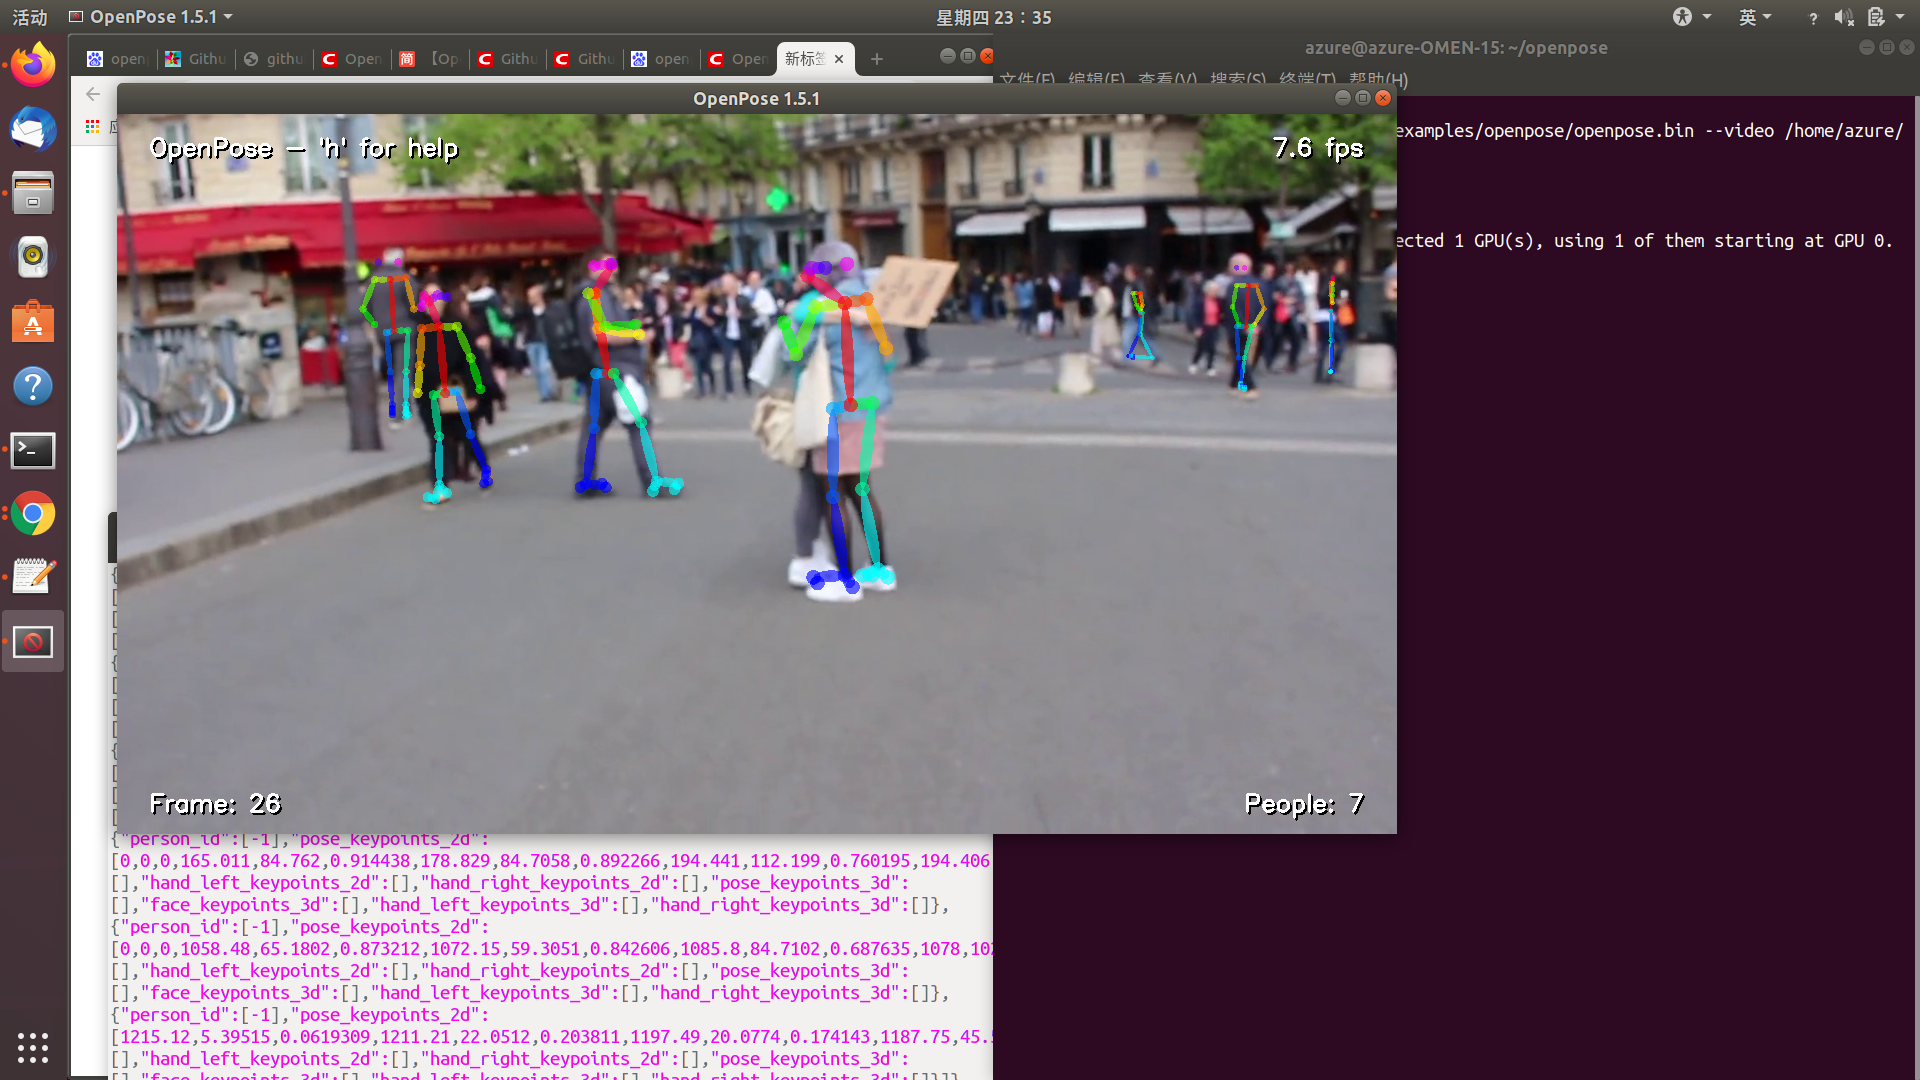 活动
OpenPose 1.5.1
星期四 23：35
英
?
azure@azure-OMEN-15: ~/openpose
文件(F) 编辑(E) 查看(V) 搜索(S) 终端(T) 帮助(H)
open
Githu
githu
Open
【Op
Githu
Githu
open
Open
新标签
OpenPose 1.5.1
OpenPose - 'h' for help
7.6 fps
examples/openpose/openpose.bin --video /home/azure/
ected 1 GPU(s), using 1 of them starting at GPU 0.
Frame: 26
People: 7
{"person_id":[-1],"pose_keypoints_2d":
[0,0,0,165.011,84.762,0.914438,178.829,84.7058,0.892266,194.441,112.199,0.760195,194.406
[],"hand_left_keypoints_2d":[],"hand_right_keypoints_2d":[],"pose_keypoints_3d":
[],"face_keypoints_3d":[],"hand_left_keypoints_3d":[],"hand_right_keypoints_3d":[]},
{"person_id":[-1],"pose_keypoints_2d":
[0,0,0,1058.48,65.1802,0.873212,1072.15,59.3051,0.842606,1085.8,84.7102,0.687635,1078,102
[],"hand_left_keypoints_2d":[],"hand_right_keypoints_2d":[],"pose_keypoints_3d":
[],"face_keypoints_3d":[],"hand_left_keypoints_3d":[],"hand_right_keypoints_3d":[]},
{"person_id":[-1],"pose_keypoints_2d":
[1215.12,5.39515,0.0619309,1211.21,22.0512,0.203811,1197.49,20.0774,0.174143,1187.75,45.5
[],"hand_left_keypoints_2d":[],"hand_right_keypoints_2d":[],"pose_keypoints_3d":
[],"face_keypoints_3d":[],"hand_left_keypoints_3d":[],"hand_right_keypoints_3d":[]}]}